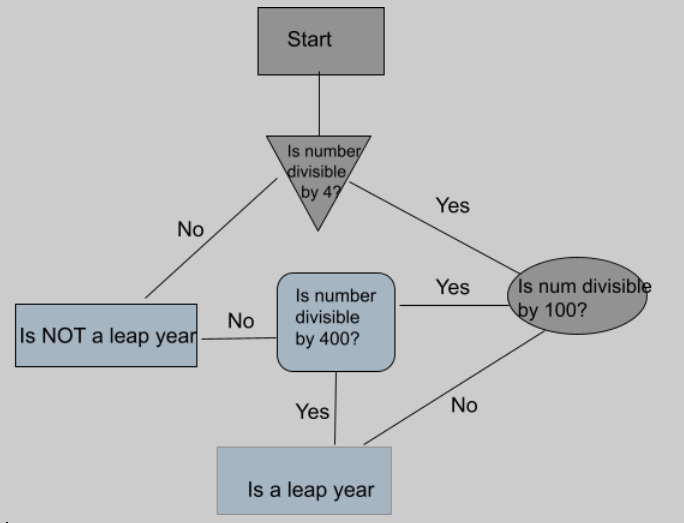 Start
Is number
divisible
by 4?
Yes
No
Is num divisible
by 100?
Yes
Is number
divisible
by 400?
No
Is NOT a leap year
Yes
No
Is a leap year